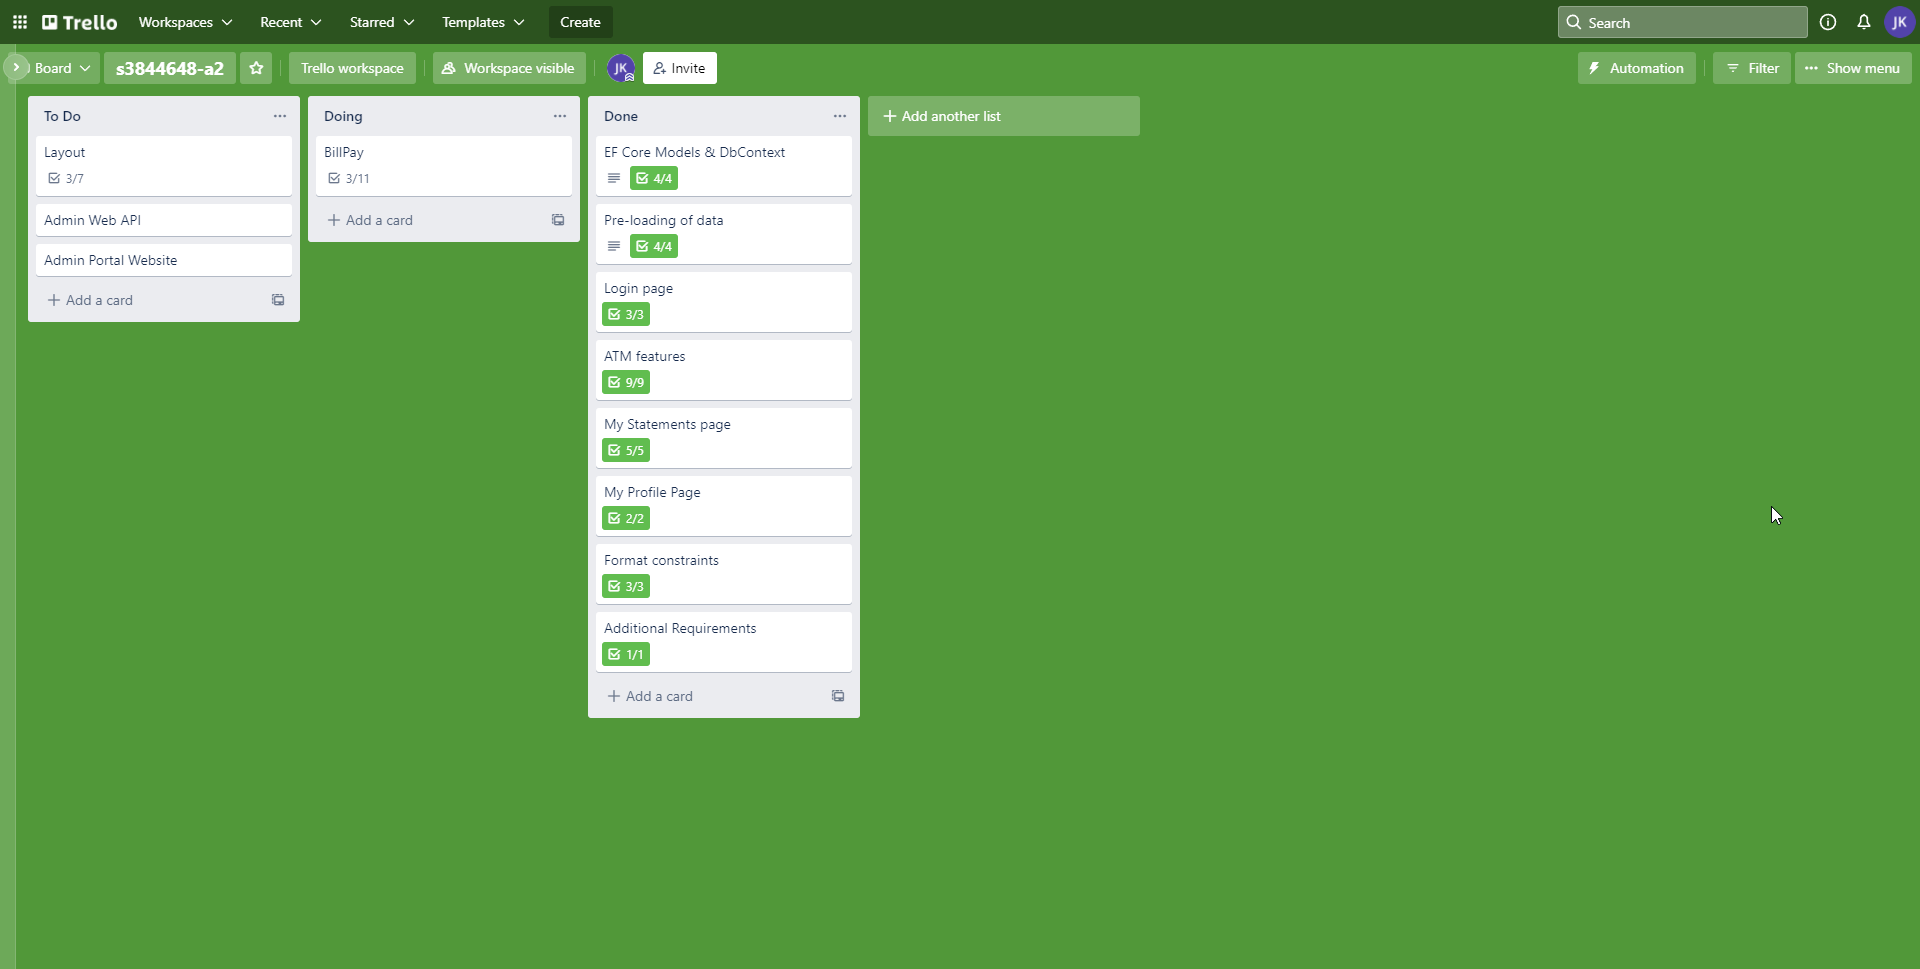 Trello Workspaces Recent Starred Templates Create Search JK
Board s3844648-a2 Trello workspace Workspace visible JK Invite Automation Filter Show menu
To Do
Layout
3/7
Admin Web API
Admin Portal Website
Add a card
Doing
BillPay
3/11
Add a card
Done
EF Core Models & DbContext
4/4
Pre-loading of data
4/4
Login page
3/3
ATM features
9/9
My Statements page
5/5
My Profile Page
2/2
Format constraints
3/3
Additional Requirements
1/1
Add a card
Add another list